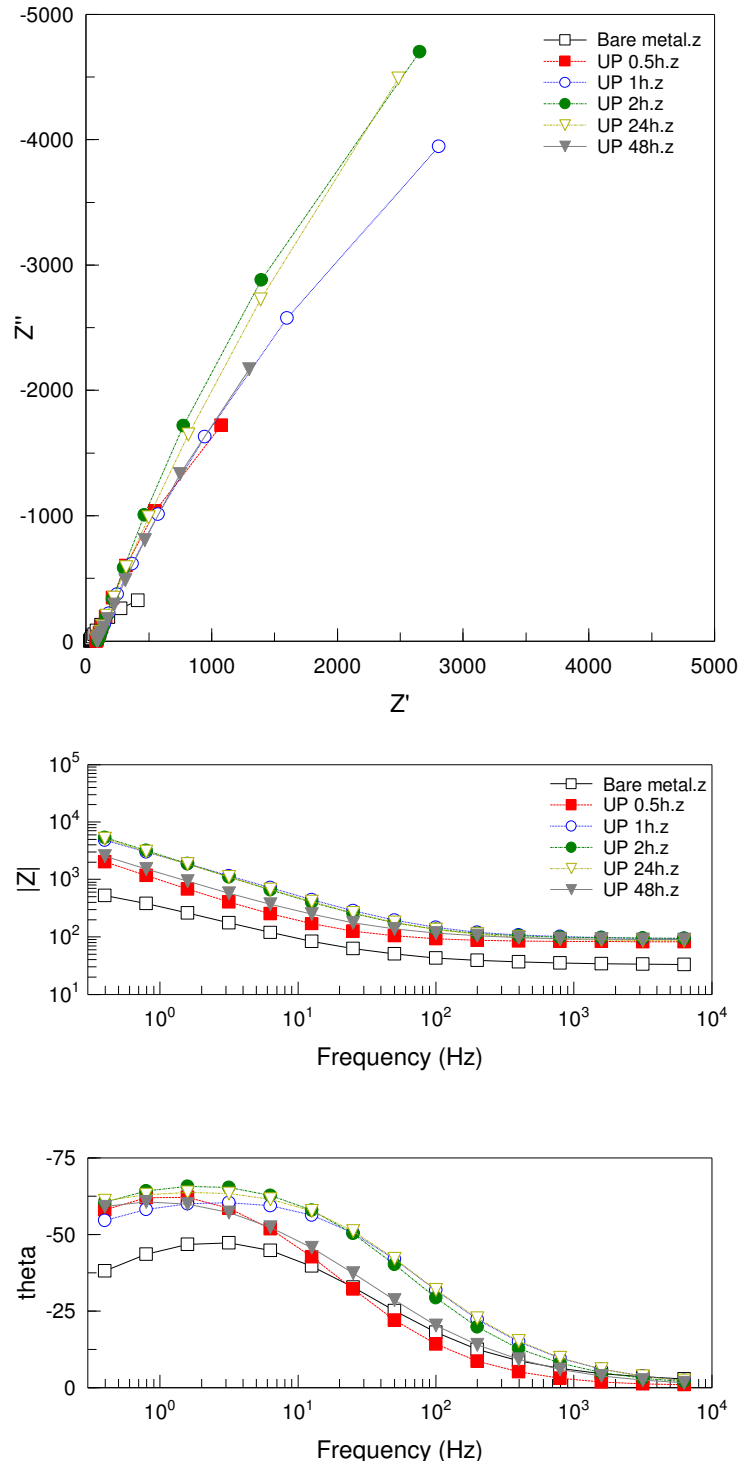 -5000
-4000
-3000
-2000
-1000
0
Z''
0
1000
2000
3000
4000
5000
Z'
Bare metal.z
UP 0.5h.z
UP 1h.z
UP 2h.z
UP 24h.z
UP 48h.z
10^5
10^4
10^3
10^2
10^1
|Z|
10^0
10^1
10^2
10^3
10^4
Frequency (Hz)
Bare metal.z
UP 0.5h.z
UP 1h.z
UP 2h.z
UP 24h.z
UP 48h.z
-75
-50
-25
0
theta
10^0
10^1
10^2
10^3
10^4
Frequency (Hz)